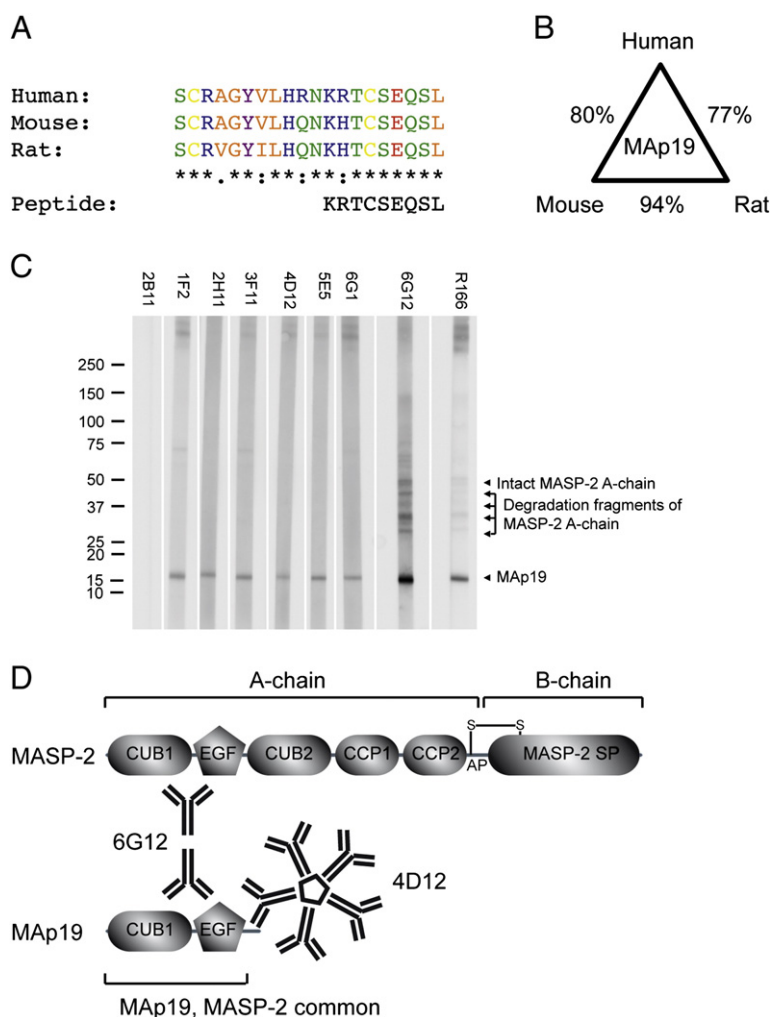 A
Human: SCRAGYVLHRNKRTCSEQSL
Mouse: SCRAGYVLHQNKHTCSEQSL
Rat: SCRVGYILHQNKHTCSEQSL
***.**:**:**:*******
Peptide: KRTCSEQSL
B
Human
80% 77%
MAp19
Mouse 94% Rat
C
2B11 1F2 2H11 3F11 4D12 5E5 6G1 6G12 R166
250
150
100
75
50
37
25
20
15
10
Intact MASP-2 A-chain
Degradation fragments of
MASP-2 A-chain
MAp19
D
A-chain B-chain
S S
MASP-2 CUB1 EGF CUB2 CCP1 CCP2 AP MASP-2 SP
6G12
4D12
MAp19 CUB1 EGF
MAp19, MASP-2 common